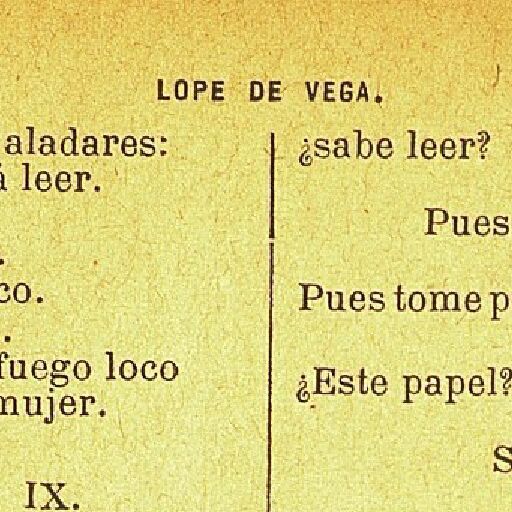 LOPE DE VEGA.
aladares:
á leer.
co.
fuego loco
mujer.
IX.
¿sabe leer?
Pues
Pues tome p
¿Este papel?
S